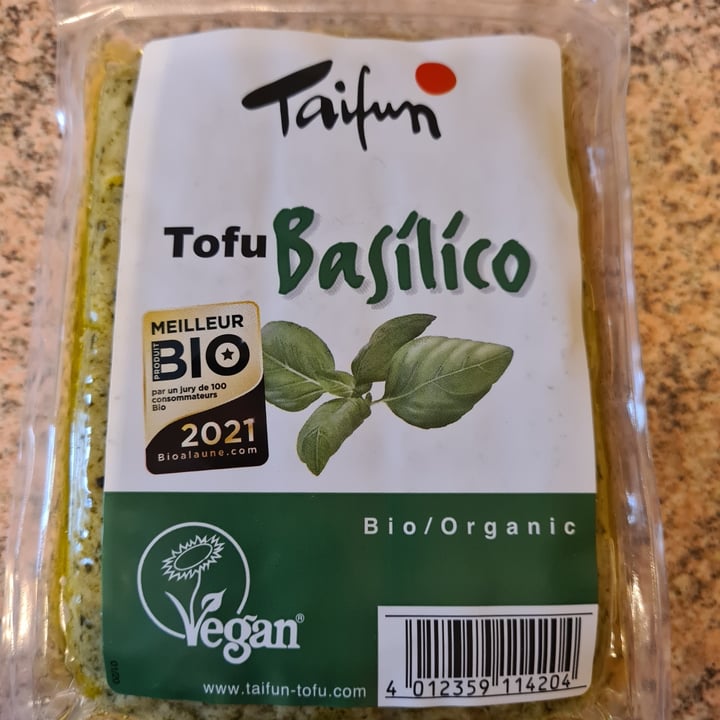 Taifun
Tofu Basílíco
MEILLEUR
PRODUIT
BIO
par un jury de 100
consommateurs
Bio
2021
Bioalaune.com
Bio/Organic
Vegan®
www.taifun-tofu.com
4 012359 114204